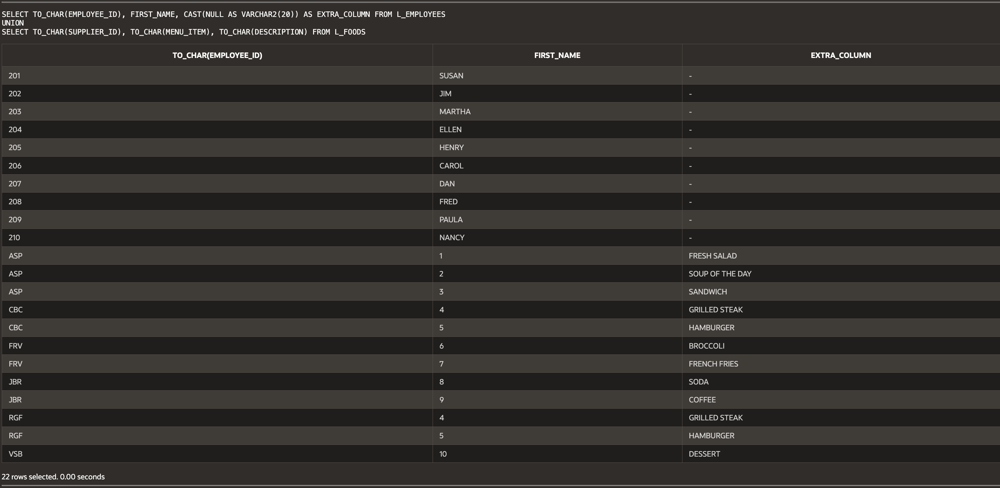 SELECT TO_CHAR(EMPLOYEE_ID), FIRST_NAME, CAST(NULL AS VARCHAR2(20)) AS EXTRA_COLUMN FROM L_EMPLOYEES
UNION
SELECT TO_CHAR(SUPPLIER_ID), TO_CHAR(MENU_ITEM), TO_CHAR(DESCRIPTION) FROM L_FOODS
TO_CHAR(EMPLOYEE_ID) FIRST_NAME EXTRA_COLUMN
201 SUSAN -
202 JIM -
203 MARTHA -
204 ELLEN -
205 HENRY -
206 CAROL -
207 DAN -
208 FRED -
209 PAULA -
210 NANCY -
ASP 1 FRESH SALAD
ASP 2 SOUP OF THE DAY
ASP 3 SANDWICH
CBC 4 GRILLED STEAK
CBC 5 HAMBURGER
FRV 6 BROCCOLI
FRV 7 FRENCH FRIES
JBR 8 SODA
JBR 9 COFFEE
RGF 4 GRILLED STEAK
RGF 5 HAMBURGER
VSB 10 DESSERT
22 rows selected. 0.00 seconds